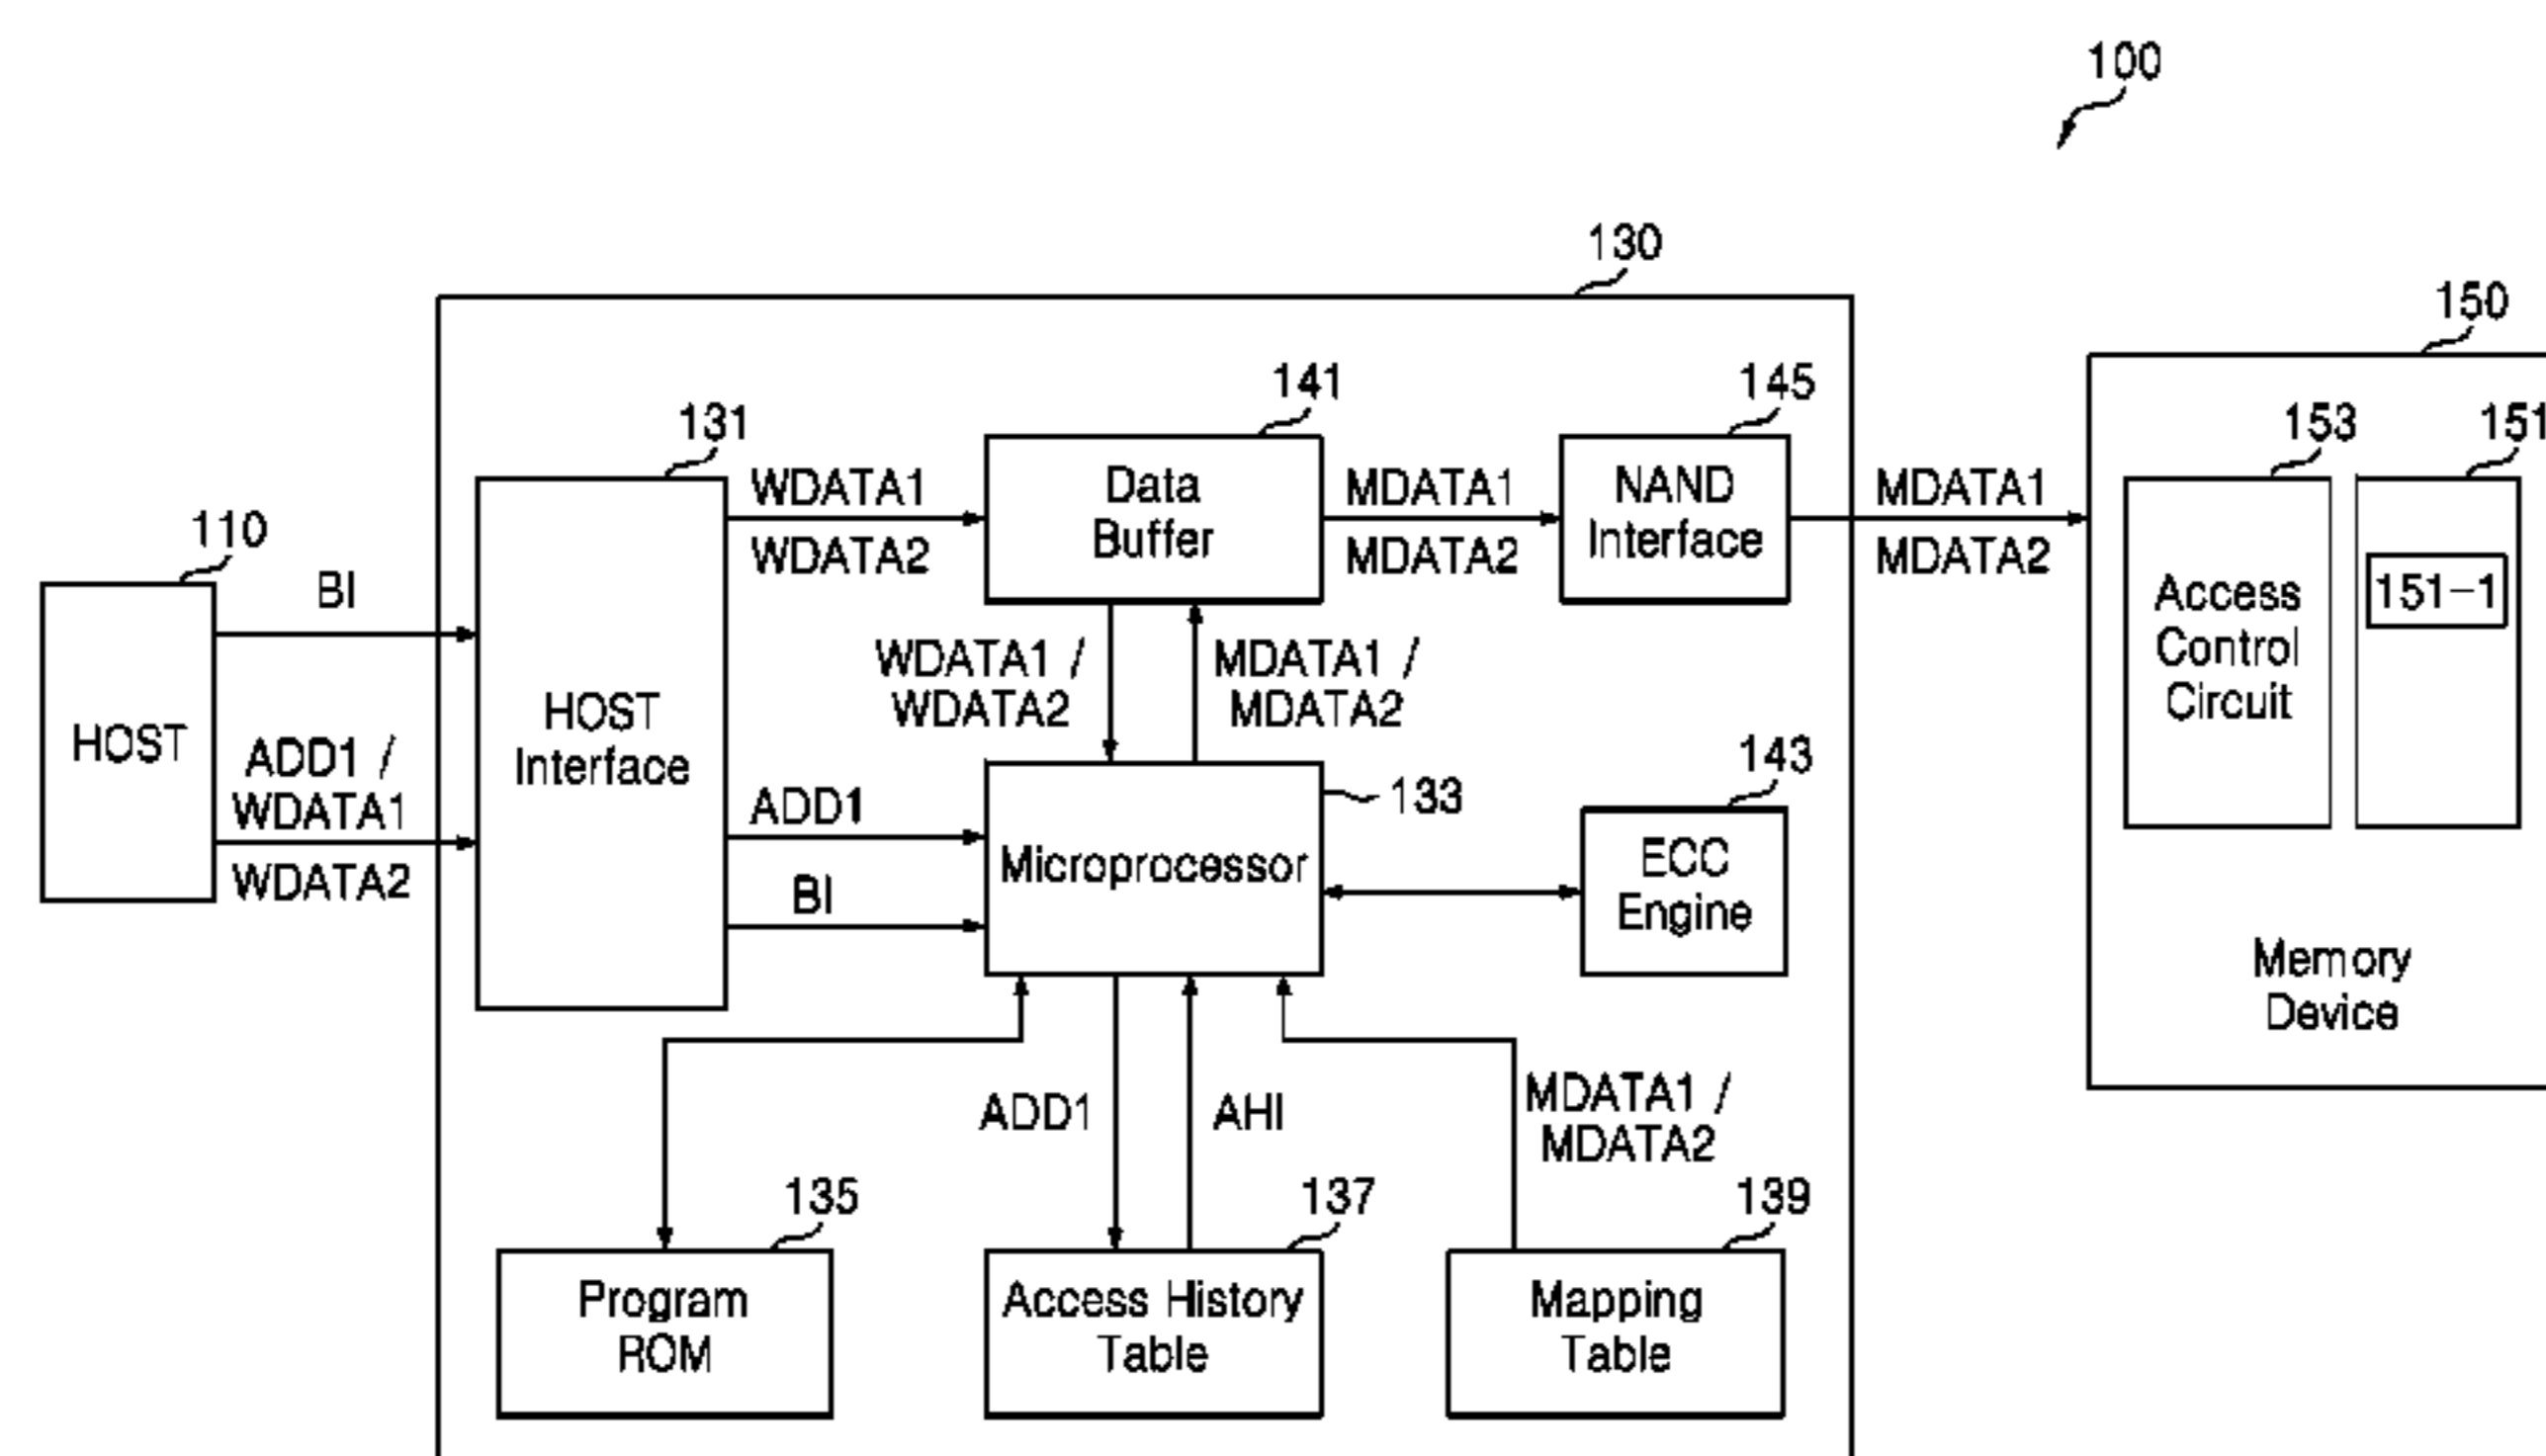 100
130
150
141
145
131
153
151
110
WDATA1
WDATA2
Data
Buffer
MDATA1
MDATA2
NAND
Interface
MDATA1
MDATA2
151-1
Access
Control
Circuit
BI
HOST
ADD1 /
WDATA1
WDATA2
HOST
Interface
WDATA1 /
WDATA2
MDATA1 /
MDATA2
143
133
ADD1
BI
Microprocessor
ECC
Engine
Memory
Device
ADD1
AHI
MDATA1 /
MDATA2
135
137
139
Program
ROM
Access History
Table
Mapping
Table